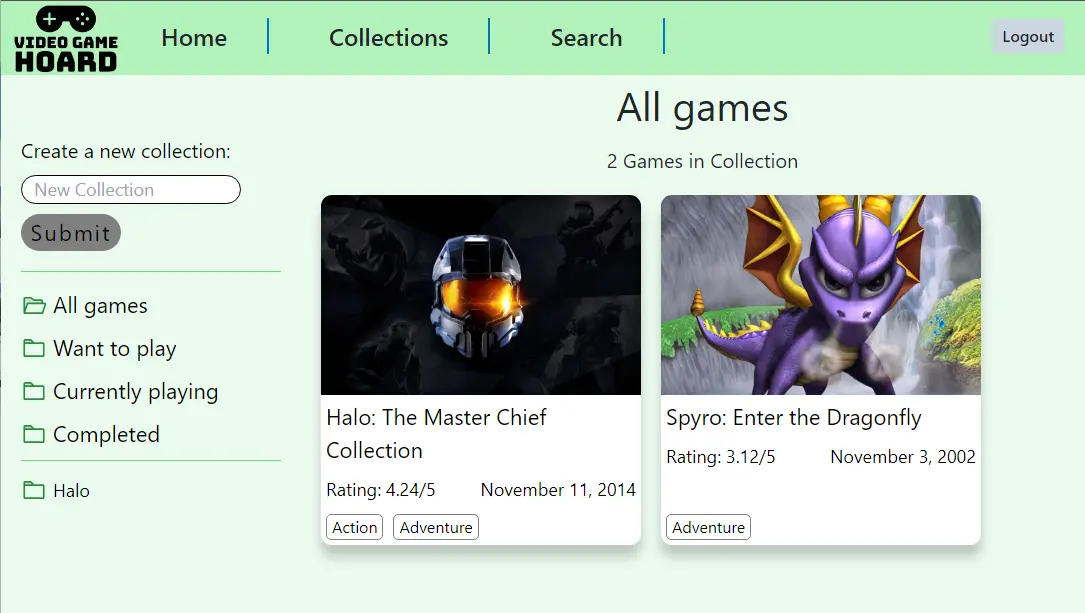 VIDEO GAME
HOARD
Home
Collections
Search
Logout
Create a new collection:
New Collection
Submit
All games
Want to play
Currently playing
Completed
Halo
All games
2 Games in Collection
Halo: The Master Chief
Collection
Rating: 4.24/5 November 11, 2014
Action Adventure
Spyro: Enter the Dragonfly
Rating: 3.12/5 November 3, 2002
Adventure